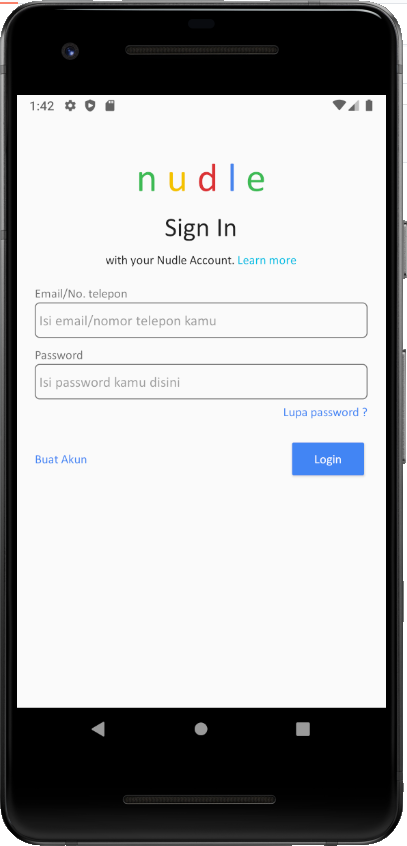 1:42
n u d l e
Sign In
with your Nudle Account. Learn more
Email/No. telepon
Isi email/nomor telepon kamu
Password
Isi password kamu disini
Lupa password ?
Buat Akun
Login